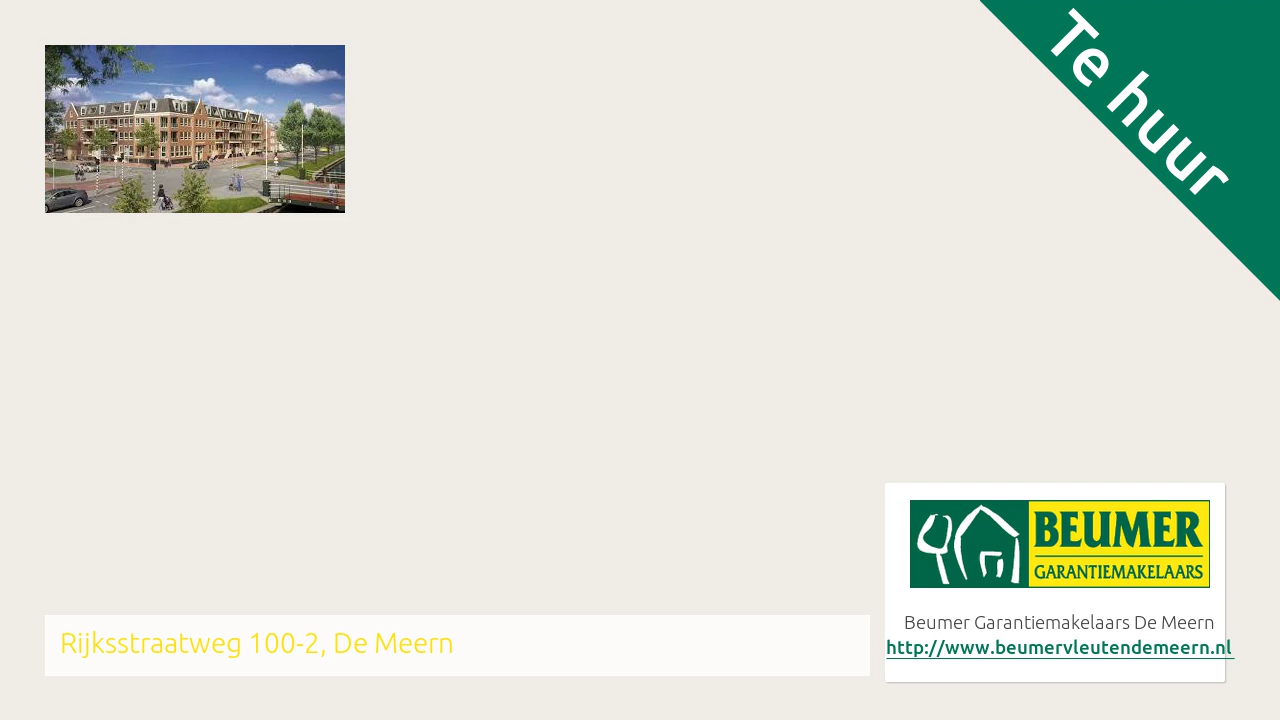 Te huur
BEUMER
GARANTIEMAKELAARS
Beumer Garantiemakelaars De Meern
http://www.beumervleutendemeern.nl
Rijksstraatweg 100-2, De Meern